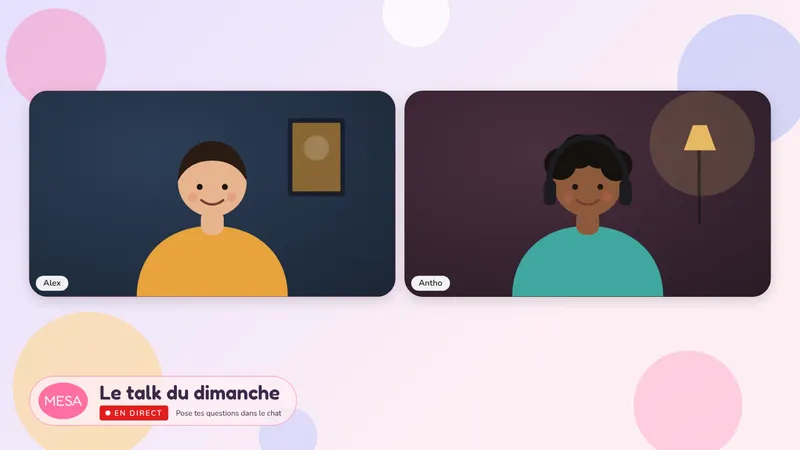 Alex
Antho
MESA
Le talk du dimanche
EN DIRECT
Pose tes questions dans le chat